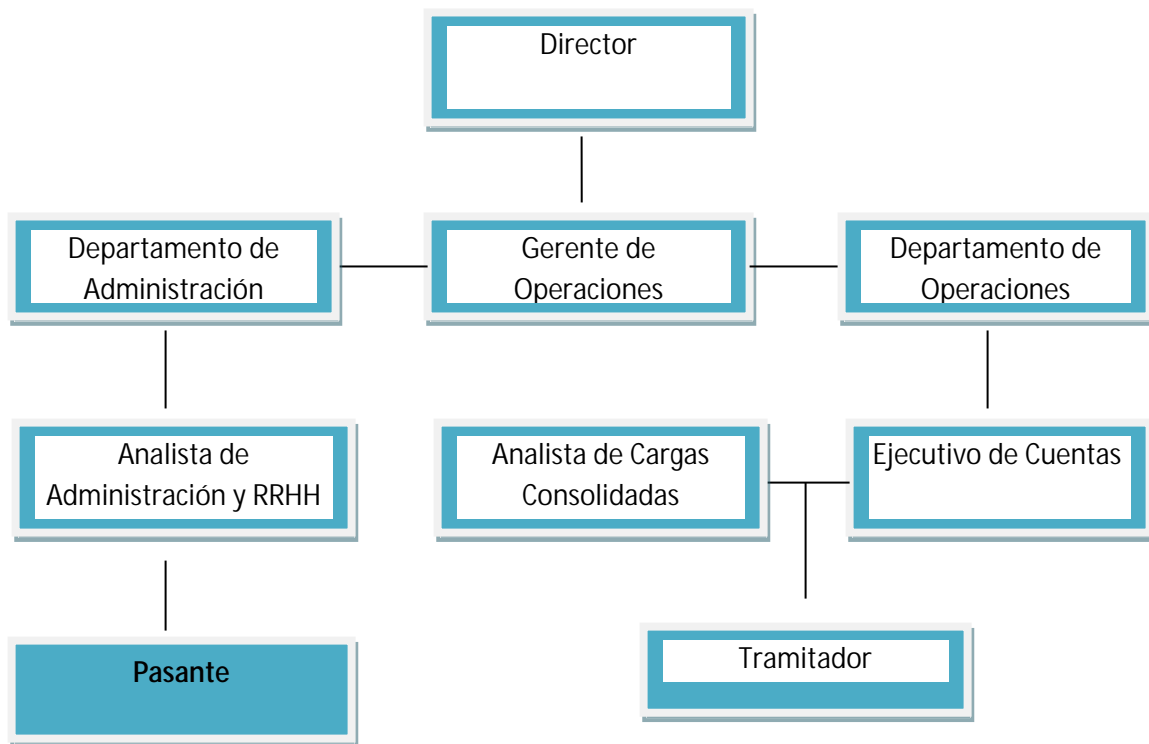 Director
Departamento de
Administración
Gerente de
Operaciones
Departamento de
Operaciones
Analista de
Administración y RRHH
Analista de Cargas
Consolidadas
Ejecutivo de Cuentas
Pasante
Tramitador